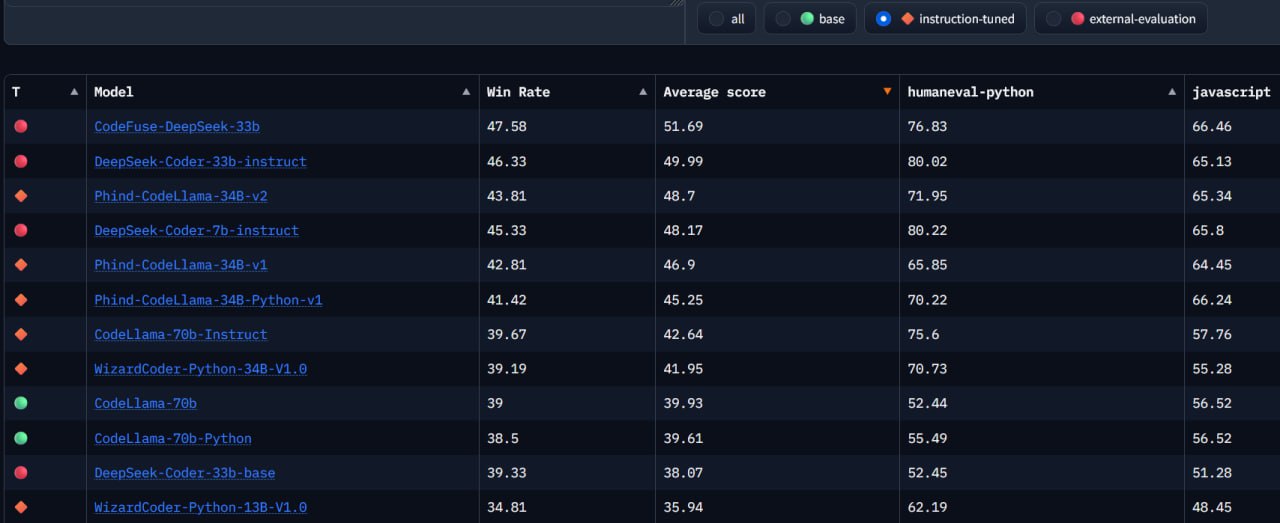 all base instruction-tuned external-evaluation
T Model Win Rate Average score humaneval-python javascript
CodeFuse-DeepSeek-33b 47.58 51.69 76.83 66.46
DeepSeek-Coder-33b-instruct 46.33 49.99 80.02 65.13
Phind-CodeLlama-34B-v2 43.81 48.7 71.95 65.34
DeepSeek-Coder-7b-instruct 45.33 48.17 80.22 65.8
Phind-CodeLlama-34B-v1 42.81 46.9 65.85 64.45
Phind-CodeLlama-34B-Python-v1 41.42 45.25 70.22 66.24
CodeLlama-70b-Instruct 39.67 42.64 75.6 57.76
WizardCoder-Python-34B-V1.0 39.19 41.95 70.73 55.28
CodeLlama-70b 39 39.93 52.44 56.52
CodeLlama-70b-Python 38.5 39.61 55.49 56.52
DeepSeek-Coder-33b-base 39.33 38.07 52.45 51.28
WizardCoder-Python-13B-V1.0 34.81 35.94 62.19 48.45